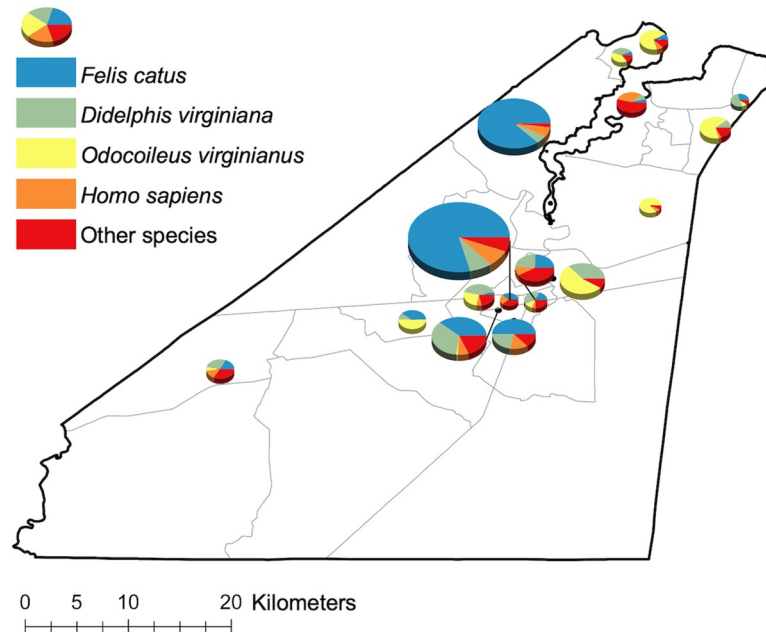 Felis catus
Didelphis virginiana
Odocoileus virginianus
Homo sapiens
Other species
0 5 10 20 Kilometers